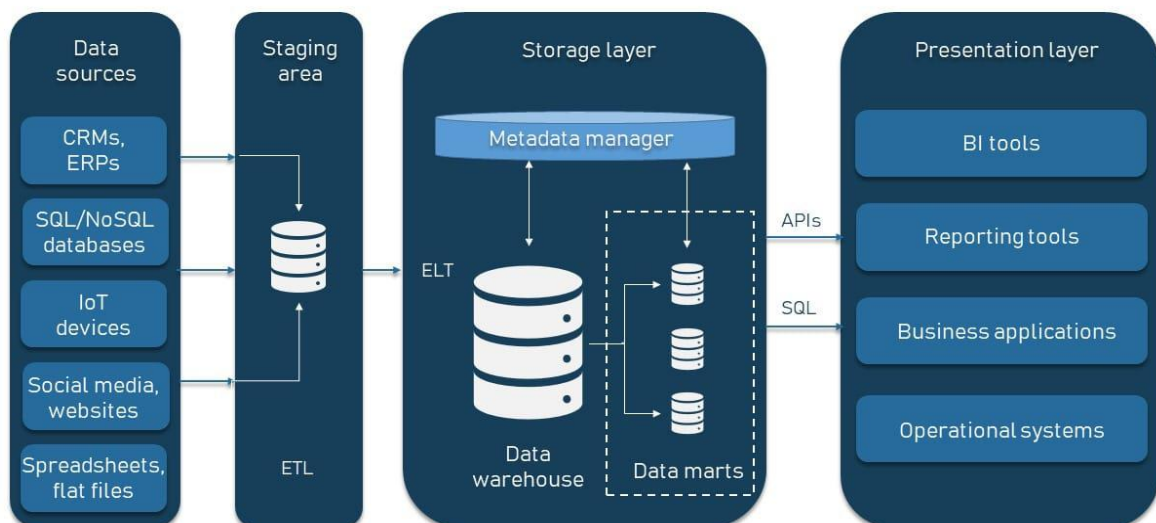 Data
sources
CRMs,
ERPs
SQL/NoSQL
databases
IoT
devices
Social media,
websites
Spreadsheets,
flat files
Staging
area
ETL
Storage layer
Metadata manager
ELT
Data
warehouse
Data marts
APIs
SQL
Presentation layer
BI tools
Reporting tools
Business applications
Operational systems